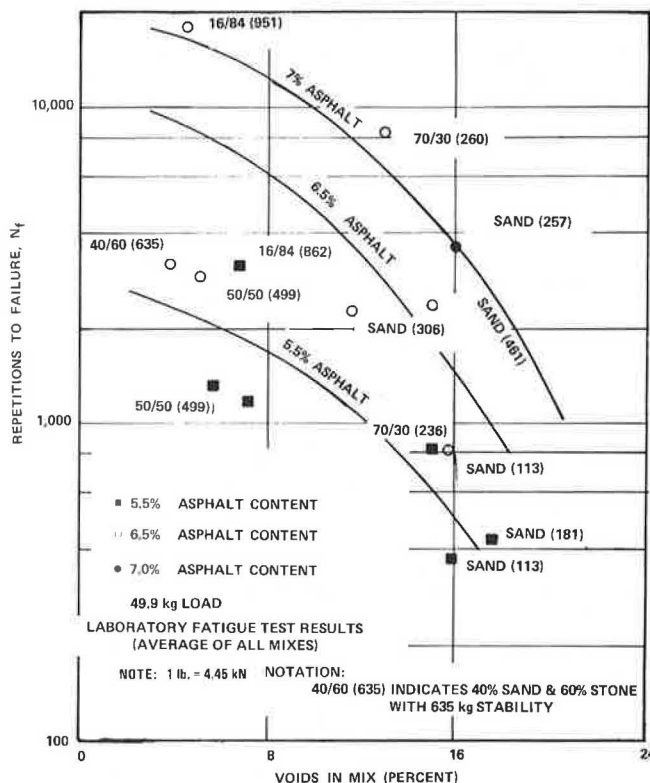 16/84 (951)
10,000
7% ASPHALT
70/30 (260)
6.5% ASPHALT
SAND (257)
40/60 (635)
16/84 (862)
50/50 (499)
SAND (306)
SAND (461)
5.5% ASPHALT
50/50 (499)
1,000
70/30 (236)
SAND (113)
REPETITIONS TO FAILURE, Nf
5.5% ASPHALT CONTENT
6.5% ASPHALT CONTENT
7.0% ASPHALT CONTENT
SAND (181)
SAND (113)
49.9 kg LOAD
LABORATORY FATIGUE TEST RESULTS
(AVERAGE OF ALL MIXES)
NOTE: 1 lb. = 4.45 kN
NOTATION:
40/60 (635) INDICATES 40% SAND & 60% STONE
WITH 635 kg STABILITY
100
0
8
16
24
VOIDS IN MIX (PERCENT)